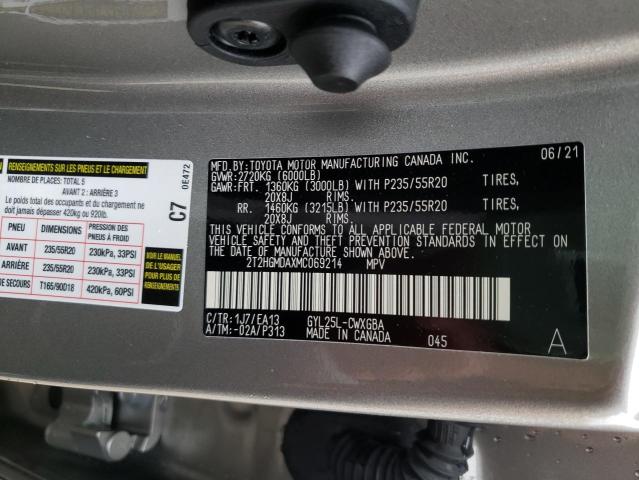 RENSEIGNEMENTS SUR LES PNEUS ET LE CHARGEMENT
NOMBRE DE PLACES: TOTAL 5
AVANT 2 : ARRIÈRE 3
Le poids total des occupants et du chargement ne
doit jamais dépasser 420kg ou 920lb.
PNEU DIMENSIONS PRESSION DES PNEUS À FROID
AVANT 235/55R20 230kPa, 33PSI
ARRIÈRE 235/55R20 230kPa, 33PSI
DE SECOURS T165/90D18 420kPa, 60PSI
VOIR LE MANUEL
DE L'USAGER
POUR PLUS DE
RENSEIGNEMENTS
C7 0E472
MFD.BY:TOYOTA MOTOR MANUFACTURING CANADA INC. 06/21
GVWR:2720KG (6000LB)
GAWR:FRT. 1360KG (3000LB) WITH P235/55R20 TIRES,
20X8J RIMS.
RR. 1460KG (3215LB) WITH P235/55R20 TIRES,
20X8J RIMS.
THIS VEHICLE CONFORMS TO ALL APPLICABLE FEDERAL MOTOR
VEHICLE SAFETY, THEFT PREVENTION AND BUMPER STANDARDS
IN EFFECT ON THE DATE OF MANUFACTURE SHOWN ABOVE.
2T2HGMDAXMC069214 MPV
C/TR:1J7/EA13 GYL25L-CWXGBA
A/TM:-02A/P313 MADE IN CANADA 045 A